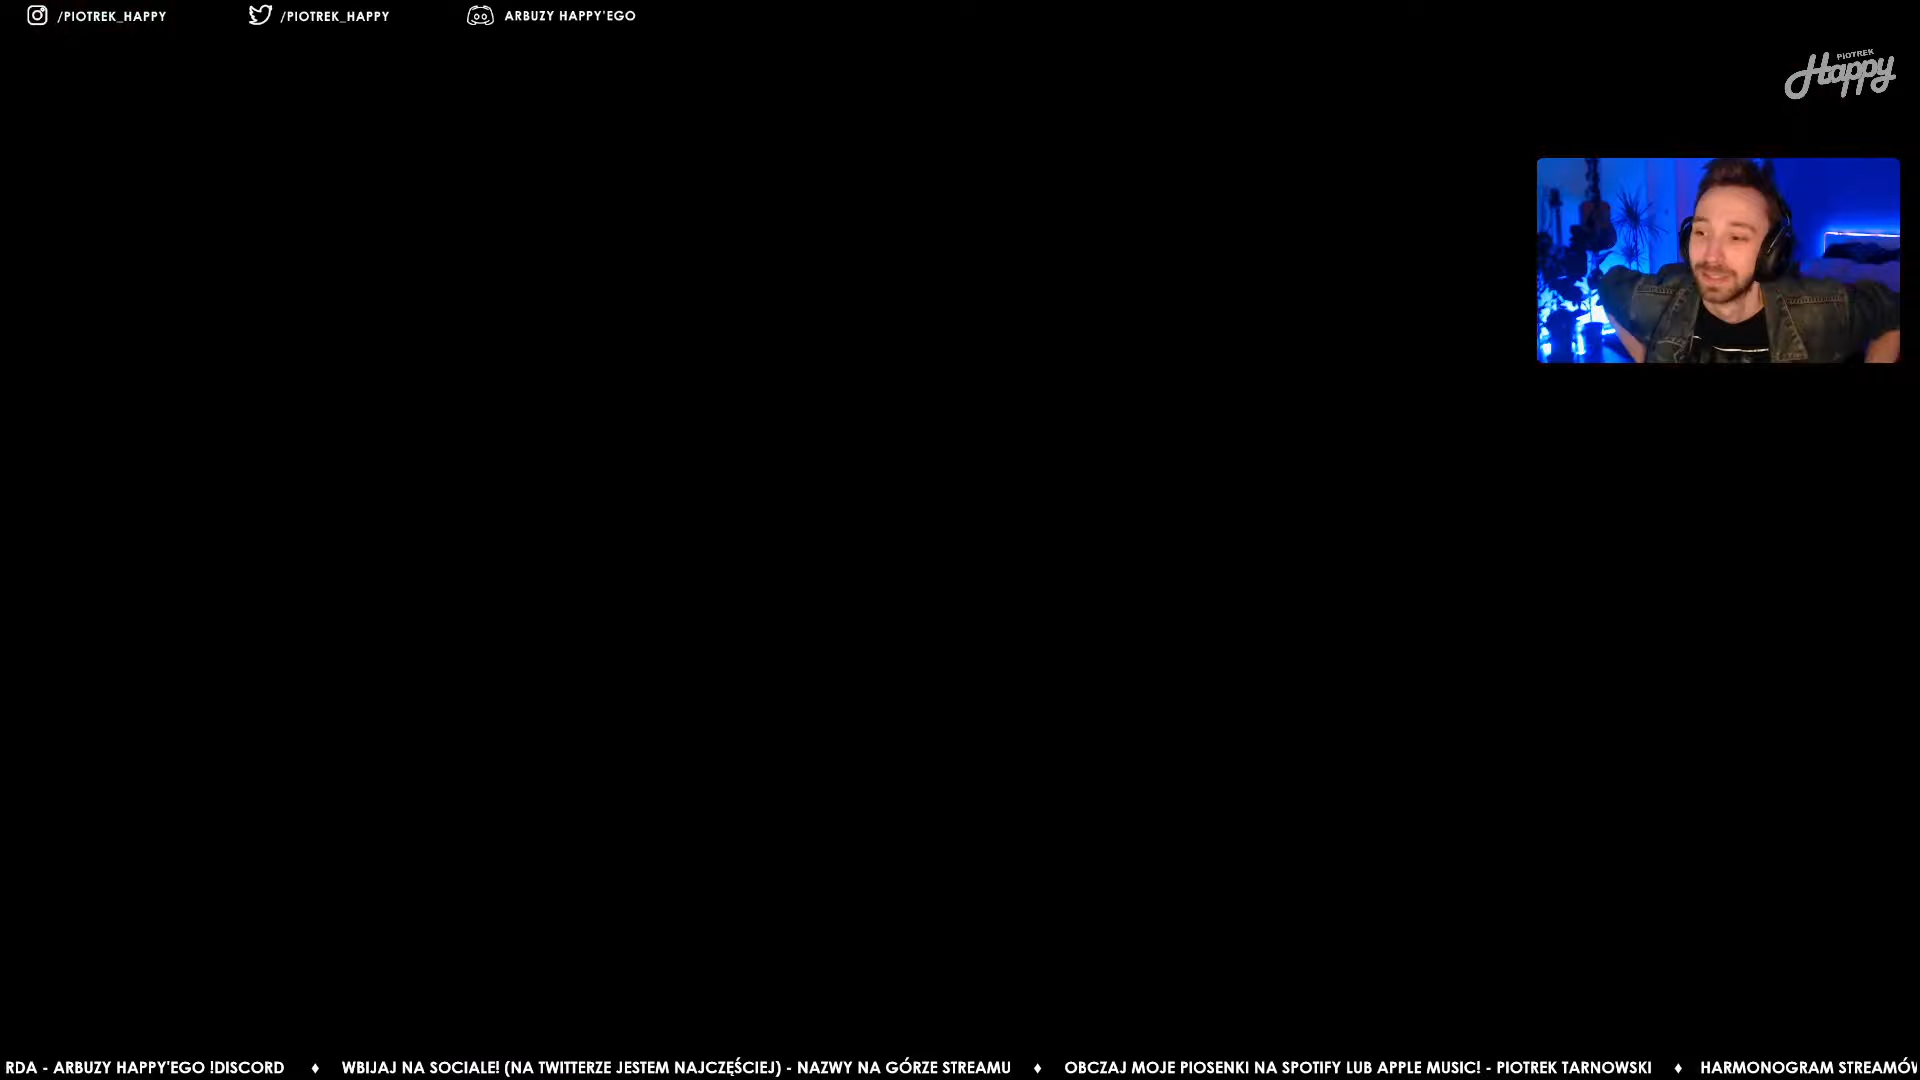 /PIOTREK_HAPPY
/PIOTREK_HAPPY
ARBUZY HAPPY'EGO
PIOTREK
Happy
RDA - ARBUZY HAPPY'EGO !DISCORD ♦ WBIJAJ NA SOCIALE! (NA TWITTERZE JESTEM NAJCZĘŚCIEJ) - NAZWY NA GÓRZE STREAMU ♦ OBCZAJ MOJE PIOSENKI NA SPOTIFY LUB APPLE MUSIC! - PIOTREK TARNOWSKI ♦ HARMONOGRAM STREAMÓW